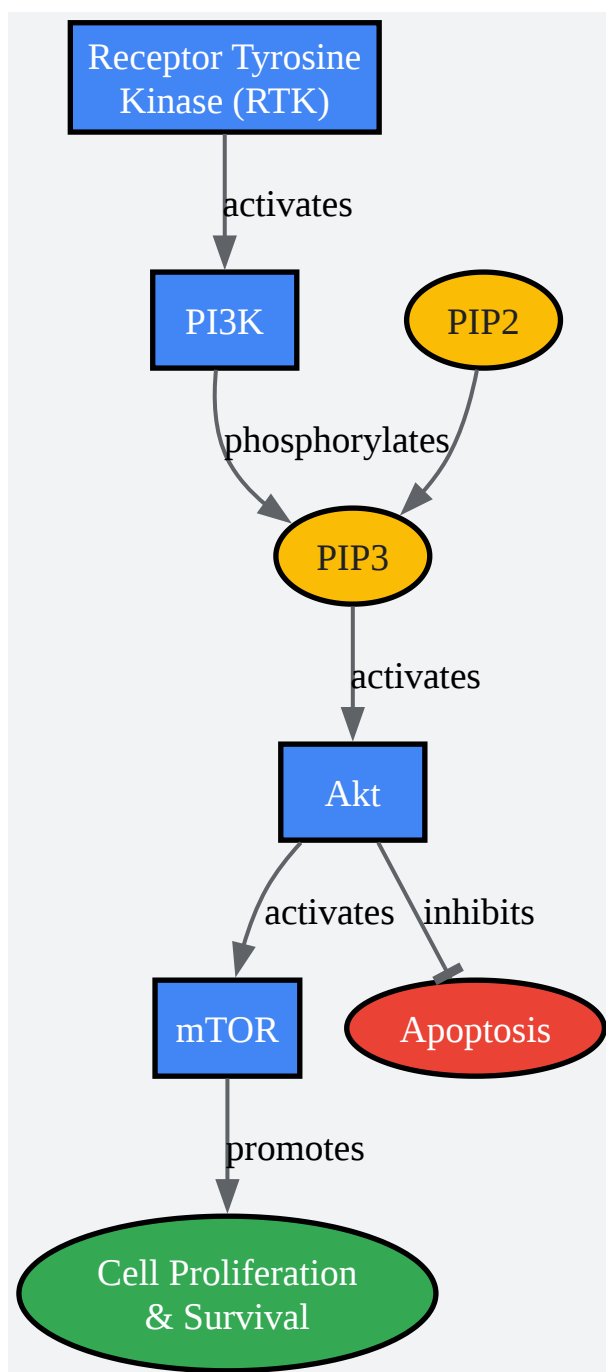 Receptor Tyrosine
Kinase (RTK)
activates
PI3K
PIP2
phosphorylates
PIP3
activates
Akt
activates
inhibits
mTOR
Apoptosis
promotes
Cell Proliferation
& Survival